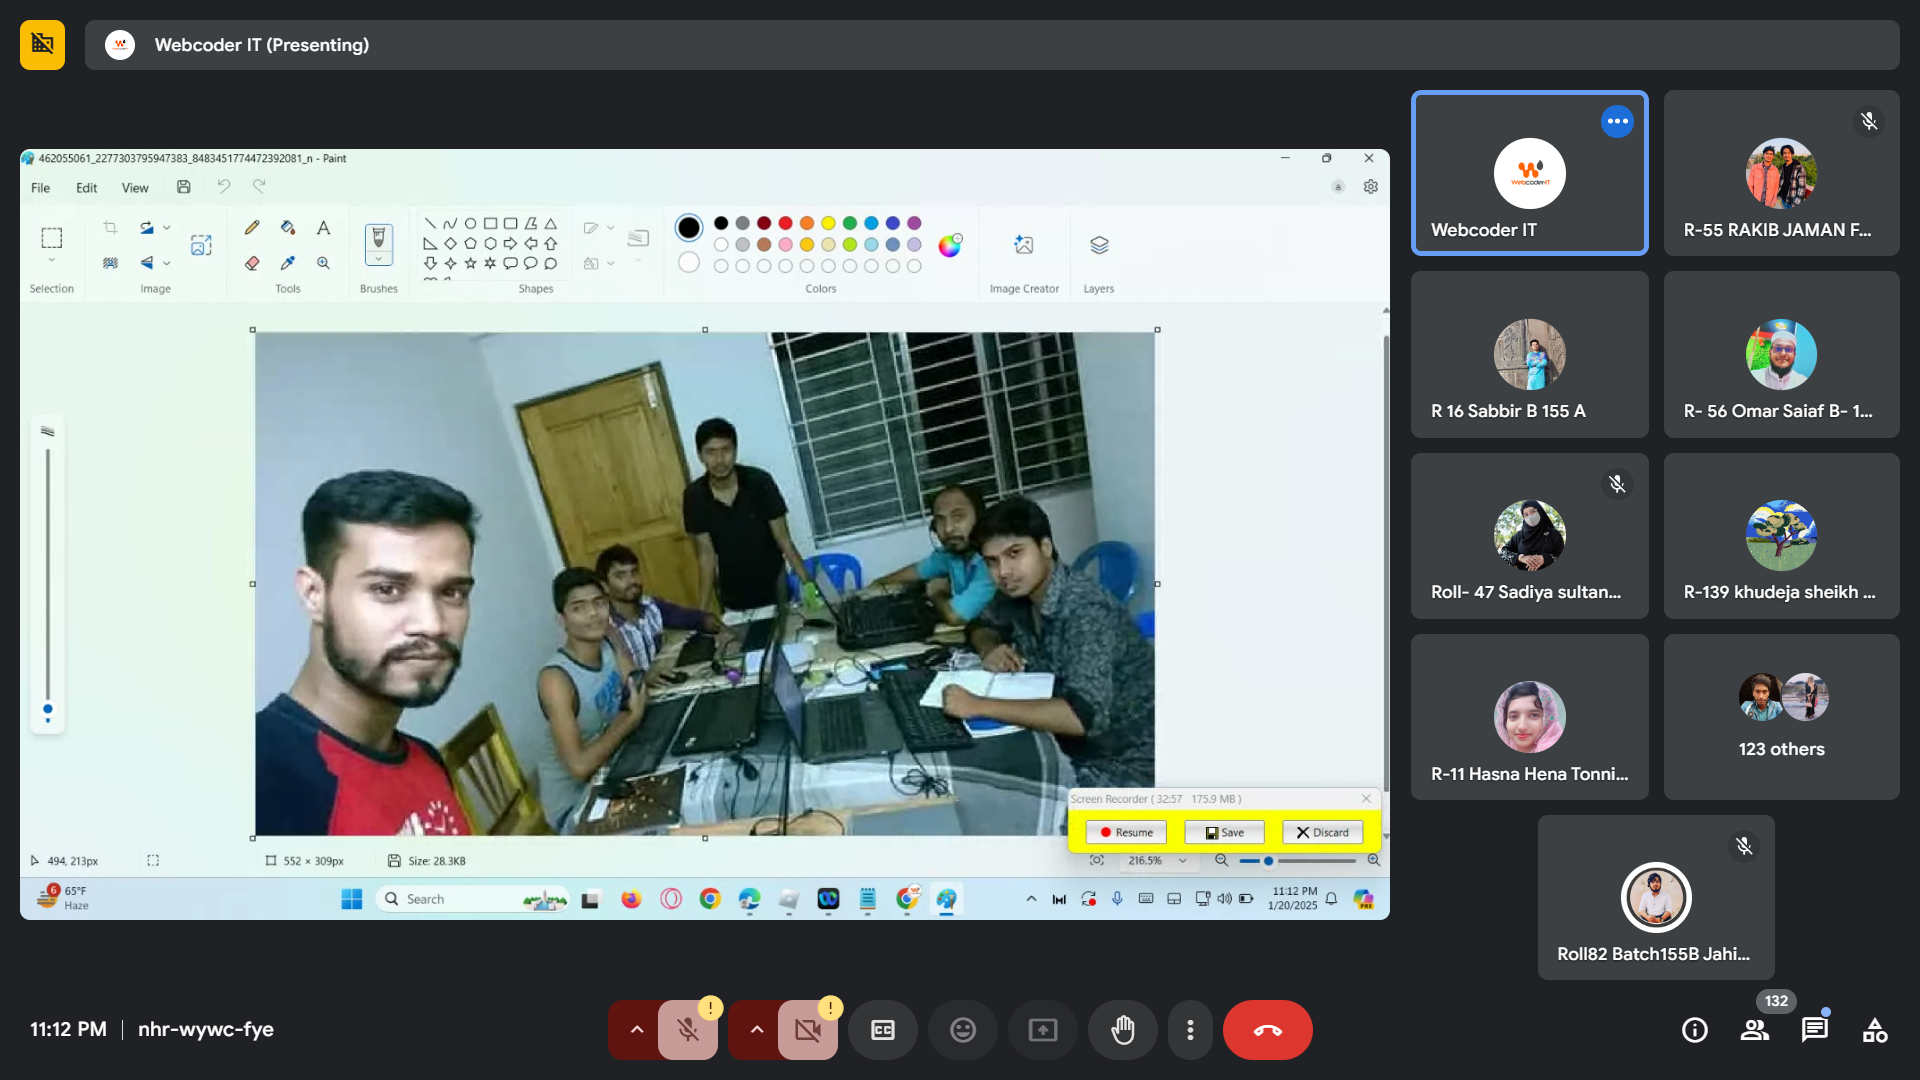 Webcoder IT (Presenting)
462055061_2277303795947383_8483451774472392081_n - Paint
File Edit View
Selection Image Tools Brushes Shapes Colors Image Creator Layers
Screen Recorder ( 32:57 175.9 MB )
Resume Save Discard
494, 213px
552 × 309px
Size: 28.3KB
216.5%
6
65°F
Haze
Search
PRE
11:12 PM
1/20/2025
Webcoder IT
Webcoder IT
R-55 RAKIB JAMAN F...
R 16 Sabbir B 155 A
R- 56 Omar Saiaf B- 1...
Roll- 47 Sadiya sultan...
R-139 khudeja sheikh ...
R-11 Hasna Hena Tonni...
123 others
Roll82 Batch155B Jahi...
11:12 PM | nhr-wywc-fye
132